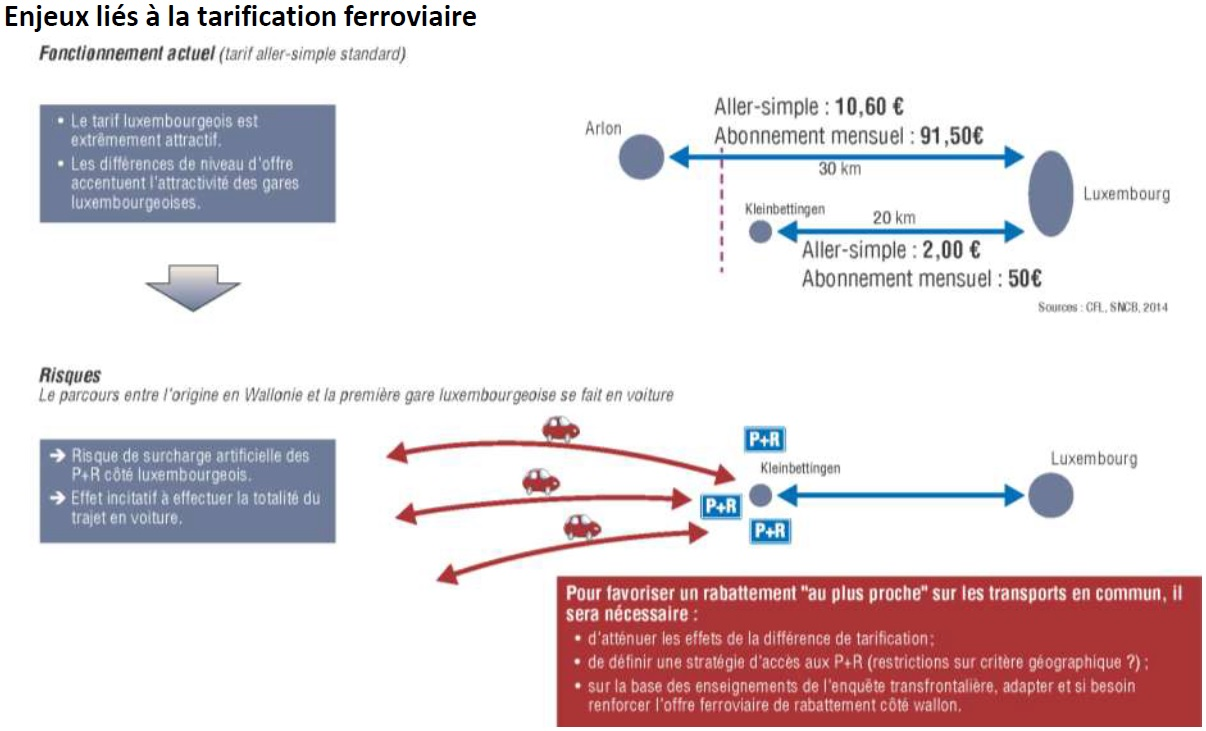 Enjeux liés à la tarification ferroviaire
Fonctionnement actuel (tarif aller-simple standard)
• Le tarif luxembourgeois est
extrêmement attractif.
• Les différences de niveau d'offre
accentuent l'attractivité des gares
luxembourgeoises.
Aller-simple : 10,60 €
Abonnement mensuel : 91,50€
Arlon
30 km
Luxembourg
Kleinbettingen
20 km
Aller-simple : 2,00 €
Abonnement mensuel : 50€
Sources : CFL, SNCB, 2014
Risques
Le parcours entre l'origine en Wallonie et la première gare luxembourgeoise se fait en voiture
➔ Risque de surcharge artificielle des
P+R côté luxembourgeois.
➔ Effet incitatif à effectuer la totalité du
trajet en voiture.
P+R
Kleinbettingen
Luxembourg
P+R
P+R
Pour favoriser un rabattement "au plus proche" sur les transports en commun, il
sera nécessaire :
• d'atténuer les effets de la différence de tarification;
• de définir une stratégie d'accès aux P+R (restrictions sur critère géographique ?) ;
• sur la base des enseignements de l'enquête transfrontalière, adapter et si besoin
renforcer l'offre ferroviaire de rabattement côté wallon.